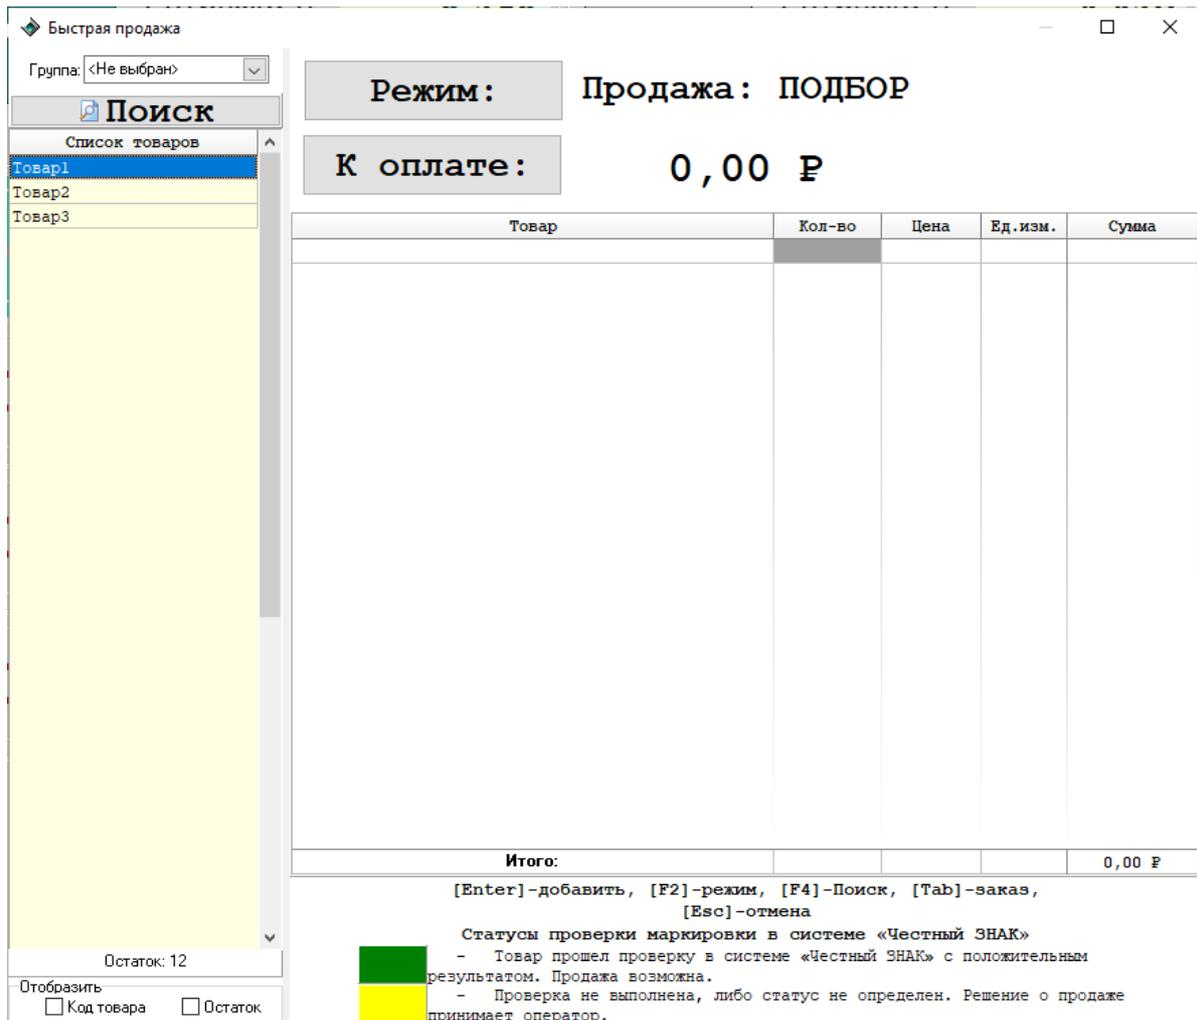 Быстрая продажа
Группа: <Не выбран>
Поиск
Список товаров
Товар1
Товар2
Товар3
Остаток: 12
Отобразить
Код товара Остаток
Режим: Продажа: ПОДБОР
К оплате: 0,00 ₽
Товар Кол-во Цена Ед.изм. Сумма
Итого: 0,00 ₽
[Enter]-добавить, [F2]-режим, [F4]-Поиск, [Tab]-заказ,
[Esc]-отмена
Статусы проверки маркировки в системе «Честный ЗНАК»
- Товар прошел проверку в системе «Честный ЗНАК» с положительным
результатом. Продажа возможна.
- Проверка не выполнена, либо статус не определен. Решение о продаже
принимает оператор.